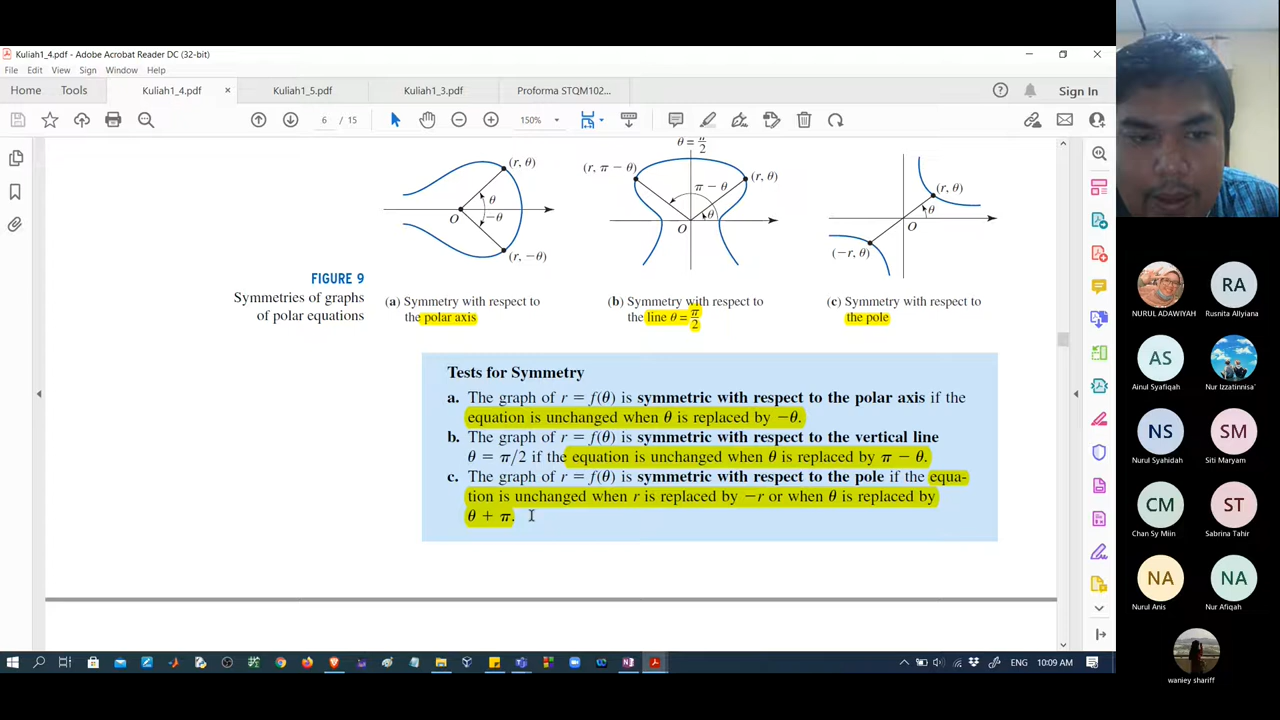 Kuliah1_4.pdf - Adobe Acrobat Reader DC (32-bit)
File Edit View Sign Window Help
Home Tools Kuliah1_4.pdf × Kuliah1_5.pdf Kuliah1_3.pdf Proforma STQM102... Sign In
6 / 15 150%
θ = π/2
(r, θ)
θ
−θ
O
(r, −θ)
(r, π − θ)
(r, θ)
π − θ
θ
O
(r, θ)
θ
O
(−r, θ)
FIGURE 9
Symmetries of graphs
of polar equations
(a) Symmetry with respect to
the polar axis
(b) Symmetry with respect to
the line θ = π/2
(c) Symmetry with respect to
the pole
Tests for Symmetry
a. The graph of r = f(θ) is symmetric with respect to the polar axis if the
equation is unchanged when θ is replaced by −θ.
b. The graph of r = f(θ) is symmetric with respect to the vertical line
θ = π/2 if the equation is unchanged when θ is replaced by π − θ.
c. The graph of r = f(θ) is symmetric with respect to the pole if the equa-
tion is unchanged when r is replaced by −r or when θ is replaced by
θ + π.
NUROL ADAWIYAH
RA
Rusnita Allyiana
AS
Ainul Syafiqah
Nur Izzatinnisa'
NS
Nurul Syahidah
SM
Siti Maryam
CM
Chan Sy Miin
ST
Sabrina Tahir
NA
Nurul Anis
NA
Nur Afiqah
waniey shariff
ENG 10:09 AM